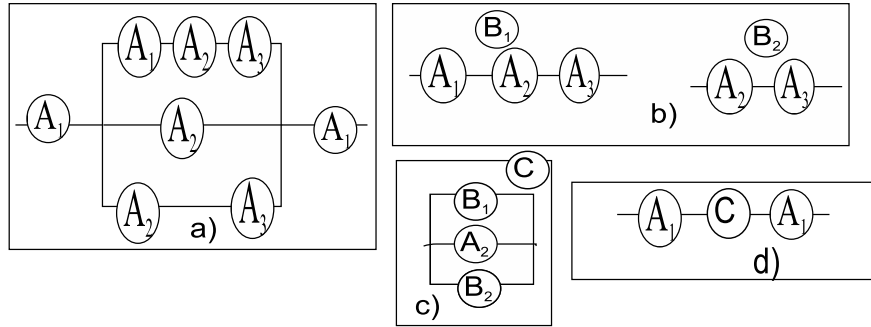 A₁ A₂ A₃
A₁ A₂ A₁
A₂ A₃
a)
B₁
A₁ A₂ A₃
B₂
A₂ A₃
b)
C
B₁
A₂
B₂
c)
A₁ C A₁
d)